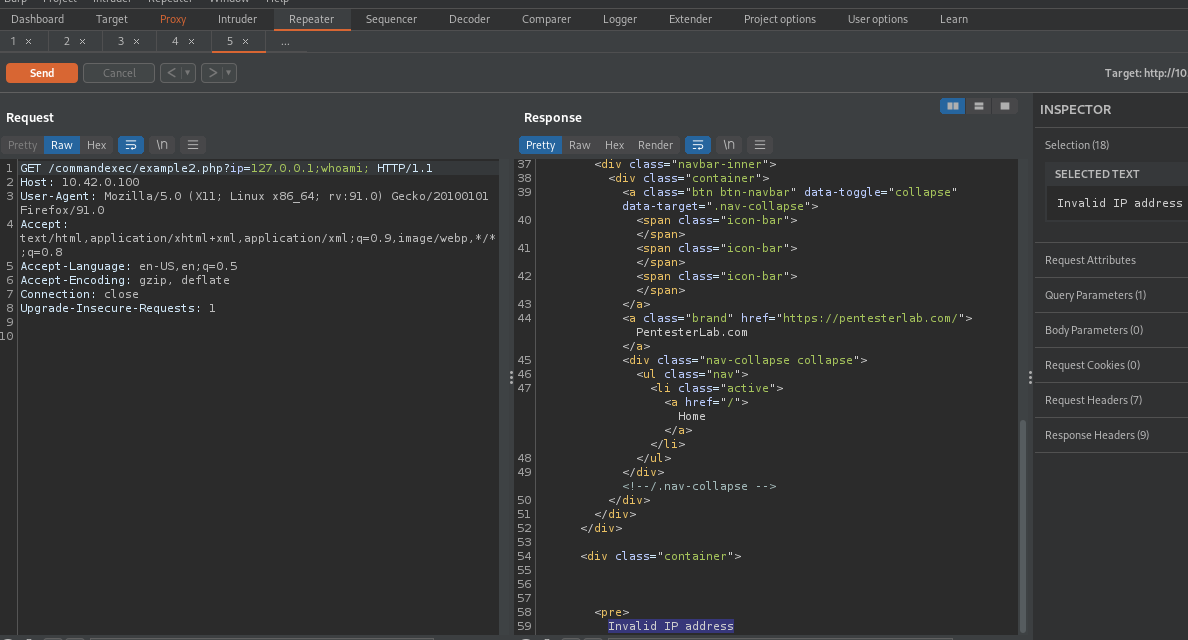 Burp Project Intruder Repeater Window Help
Dashboard Target Proxy Intruder Repeater Sequencer Decoder Comparer Logger Extender Project options User options Learn
1 × 2 × 3 × 4 × 5 × ...
Send Cancel < ▾ > ▾ Target: http://10
Request
Pretty Raw Hex \n
1 GET /commandexec/example2.php?ip=127.0.0.1;whoami; HTTP/1.1
2 Host: 10.42.0.100
3 User-Agent: Mozilla/5.0 (X11; Linux x86_64; rv:91.0) Gecko/20100101
Firefox/91.0
4 Accept:
text/html,application/xhtml+xml,application/xml;q=0.9,image/webp,*/*
;q=0.8
5 Accept-Language: en-US,en;q=0.5
6 Accept-Encoding: gzip, deflate
7 Connection: close
8 Upgrade-Insecure-Requests: 1
9
10
Response
Pretty Raw Hex Render \n
37 <div class="navbar-inner">
38 <div class="container">
39 <a class="btn btn-navbar" data-toggle="collapse"
data-target=".nav-collapse">
40 <span class="icon-bar">
</span>
41 <span class="icon-bar">
</span>
42 <span class="icon-bar">
</span>
43 </a>
44 <a class="brand" href="https://pentesterlab.com/">
PentesterLab.com
</a>
45 <div class="nav-collapse collapse">
46 <ul class="nav">
47 <li class="active">
<a href="/">
Home
</a>
</li>
48 </ul>
49 </div>
<!--/.nav-collapse -->
50 </div>
51 </div>
52 </div>
53
54 <div class="container">
55
56
57
58 <pre>
59 Invalid IP address
INSPECTOR
Selection (18)
SELECTED TEXT
Invalid IP address
Request Attributes
Query Parameters (1)
Body Parameters (0)
Request Cookies (0)
Request Headers (7)
Response Headers (9)